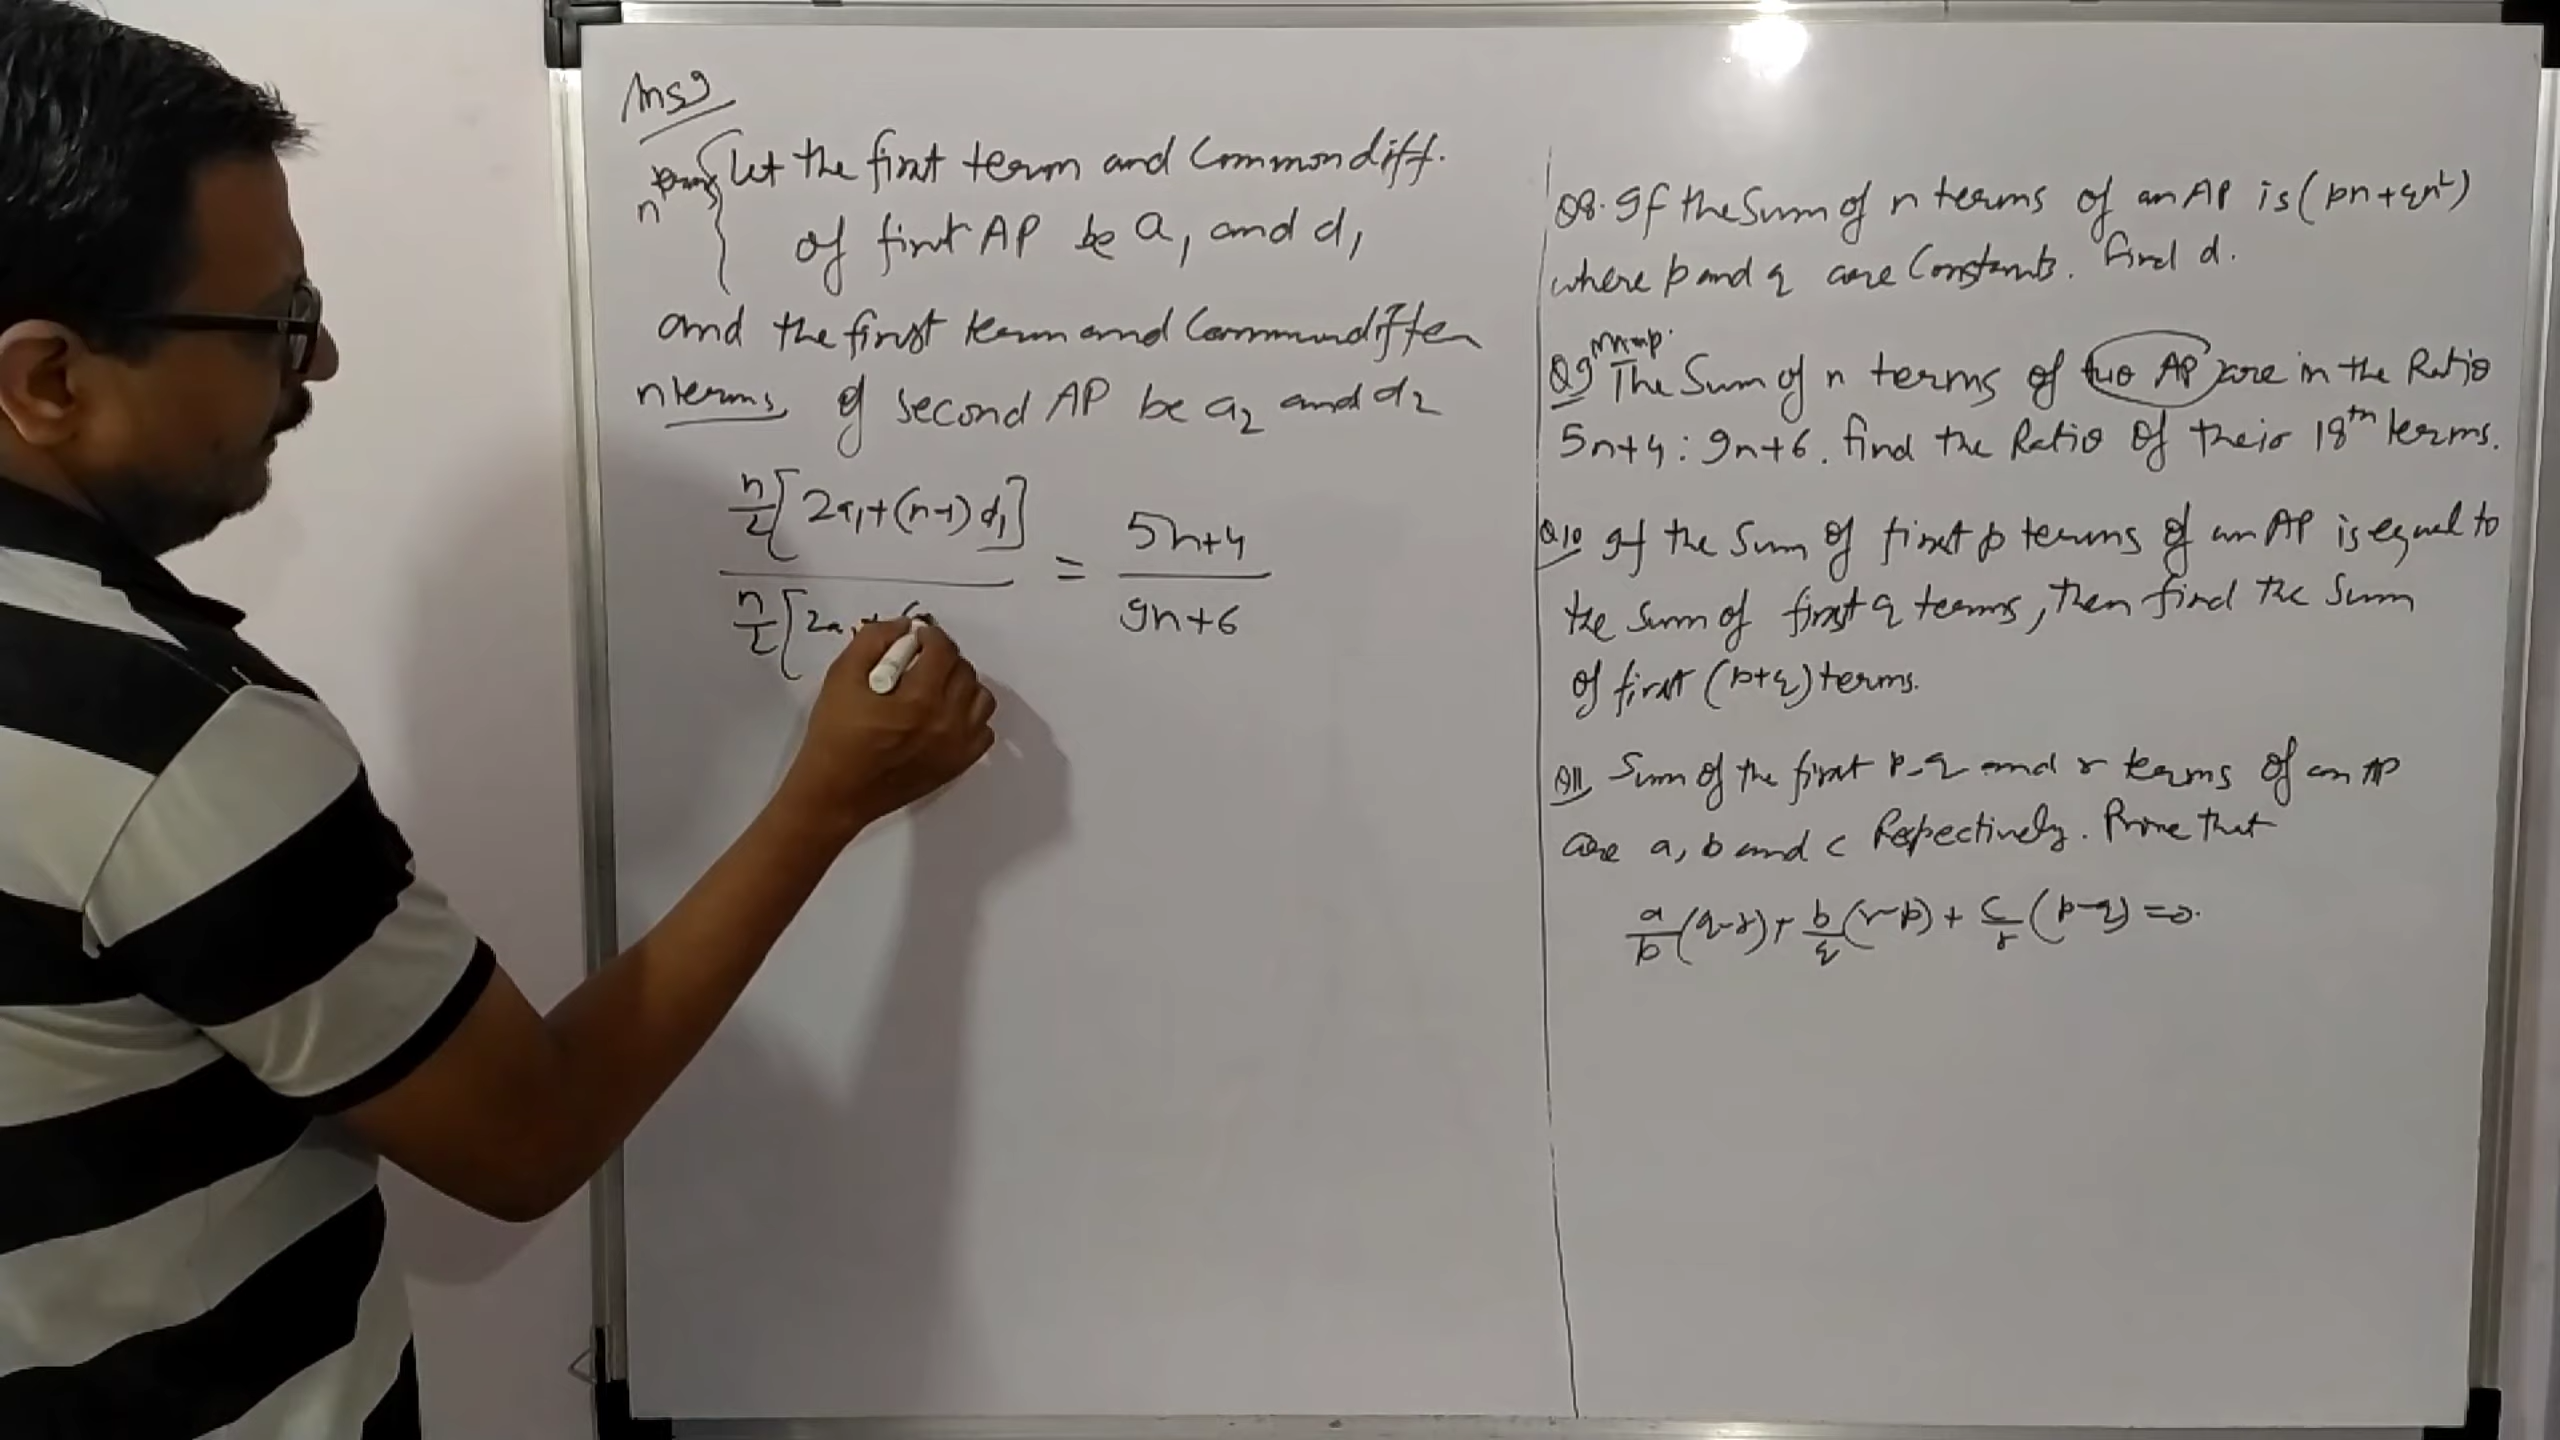 Ans 9
Let the first term and Common diff.
n terms
of first AP be a₁ and d₁
and the first term and Common differen
n terms of second AP be a₂ and d₂
n/2[2a₁+(n-1)d₁] / n/2[2a = 5n+4 / 9n+6
Q8. If the Sum of n terms of an AP is (pn+qn²)
where p and q are Constants. Find d.
Q9 The Sum of n terms of two AP are in the Ratio
5n+4 : 9n+6. find the Ratio of their 18th terms.
Q10 If the Sum of first p terms of an AP is equal to
the sum of first q terms, then find the Sum
of first (p+q) terms.
Q11 Sum of the first p, q and r terms of an AP
are a, b and c Respectively. Prove that
a/p(q-r)+b/q(r-p)+c/r(p-q)=0.